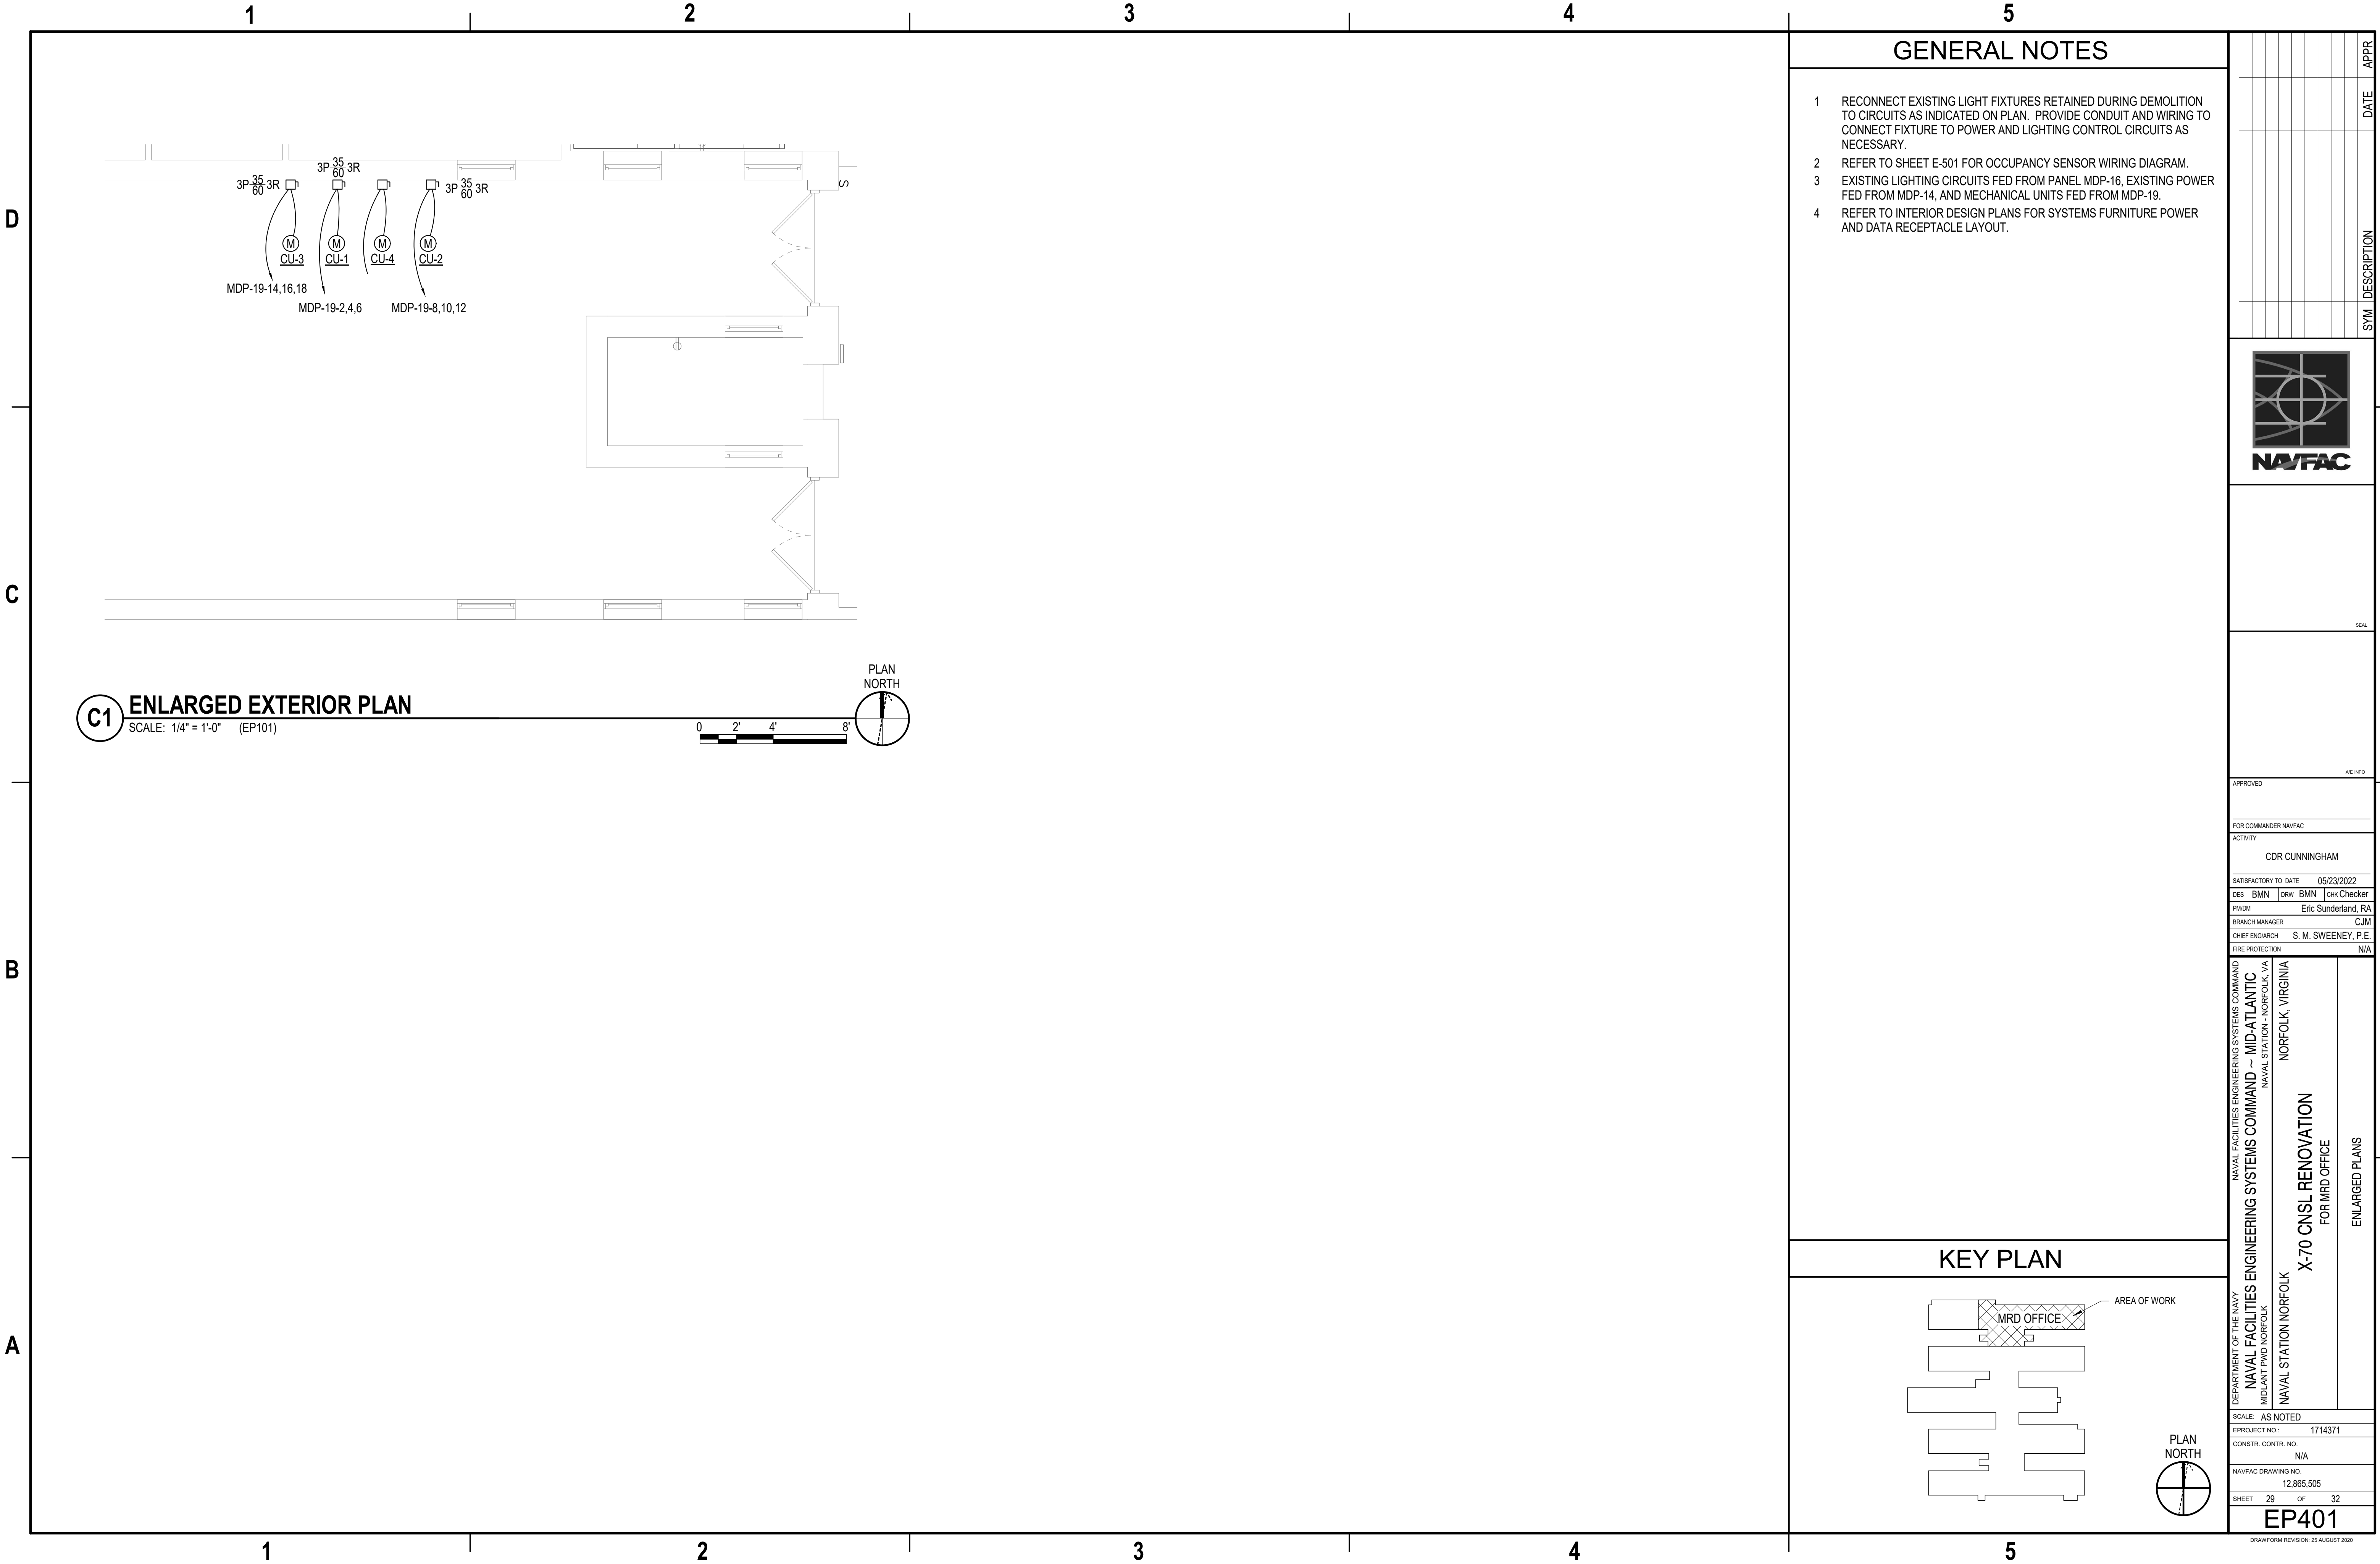 1 2 3 4 5
D
C
B
A
3P 35/60 3R
3P 35/60 3R
3P 35/60 3R
S
M
M
M
M
CU-3
CU-1
CU-4
CU-2
MDP-19-14,16,18
MDP-19-2,4,6
MDP-19-8,10,12
PLAN
NORTH
C1
ENLARGED EXTERIOR PLAN
SCALE: 1/4" = 1'-0" (EP101)
0 2' 4' 8'
GENERAL NOTES
1 RECONNECT EXISTING LIGHT FIXTURES RETAINED DURING DEMOLITION
TO CIRCUITS AS INDICATED ON PLAN. PROVIDE CONDUIT AND WIRING TO
CONNECT FIXTURE TO POWER AND LIGHTING CONTROL CIRCUITS AS
NECESSARY.
2 REFER TO SHEET E-501 FOR OCCUPANCY SENSOR WIRING DIAGRAM.
3 EXISTING LIGHTING CIRCUITS FED FROM PANEL MDP-16, EXISTING POWER
FED FROM MDP-14, AND MECHANICAL UNITS FED FROM MDP-19.
4 REFER TO INTERIOR DESIGN PLANS FOR SYSTEMS FURNITURE POWER
AND DATA RECEPTACLE LAYOUT.
KEY PLAN
AREA OF WORK
MRD OFFICE
PLAN
NORTH
SYM DESCRIPTION DATE APPR
NAVFAC
SEAL
A/E INFO
APPROVED
FOR COMMANDER NAVFAC
ACTIVITY
CDR CUNNINGHAM
SATISFACTORY TO DATE 05/23/2022
DES BMN DRW BMN CHK Checker
PM/DM Eric Sunderland, RA
BRANCH MANAGER CJM
CHIEF ENG/ARCH S. M. SWEENEY, P.E.
FIRE PROTECTION N/A
DEPARTMENT OF THE NAVY NAVAL FACILITIES ENGINEERING SYSTEMS COMMAND
NAVAL FACILITIES ENGINEERING SYSTEMS COMMAND ~ MID-ATLANTIC
MIDLANT PWD NORFOLK NAVAL STATION - NORFOLK, VA
NAVAL STATION NORFOLK NORFOLK, VIRGINIA
X-70 CNSL RENOVATION
FOR MRD OFFICE
ENLARGED PLANS
SCALE: AS NOTED
EPROJECT NO.: 1714371
CONSTR. CONTR. NO.
N/A
NAVFAC DRAWING NO.
12,865,505
SHEET 29 OF 32
EP401
DRAWFORM REVISION: 25 AUGUST 2020
1 2 3 4 5